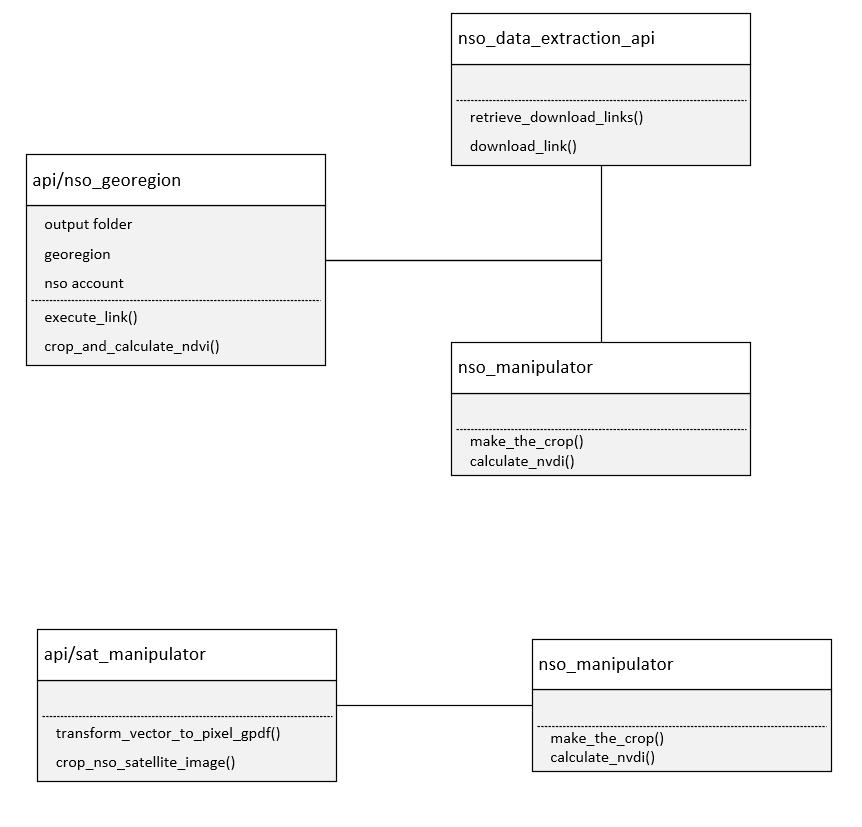 nso_data_extraction_api
retrieve_download_links()
download_link()
api/nso_georegion
output folder
georegion
nso account
execute_link()
crop_and_calculate_ndvi()
nso_manipulator
make_the_crop()
calculate_nvdi()
api/sat_manipulator
transform_vector_to_pixel_gpdf()
crop_nso_satellite_image()
nso_manipulator
make_the_crop()
calculate_nvdi()